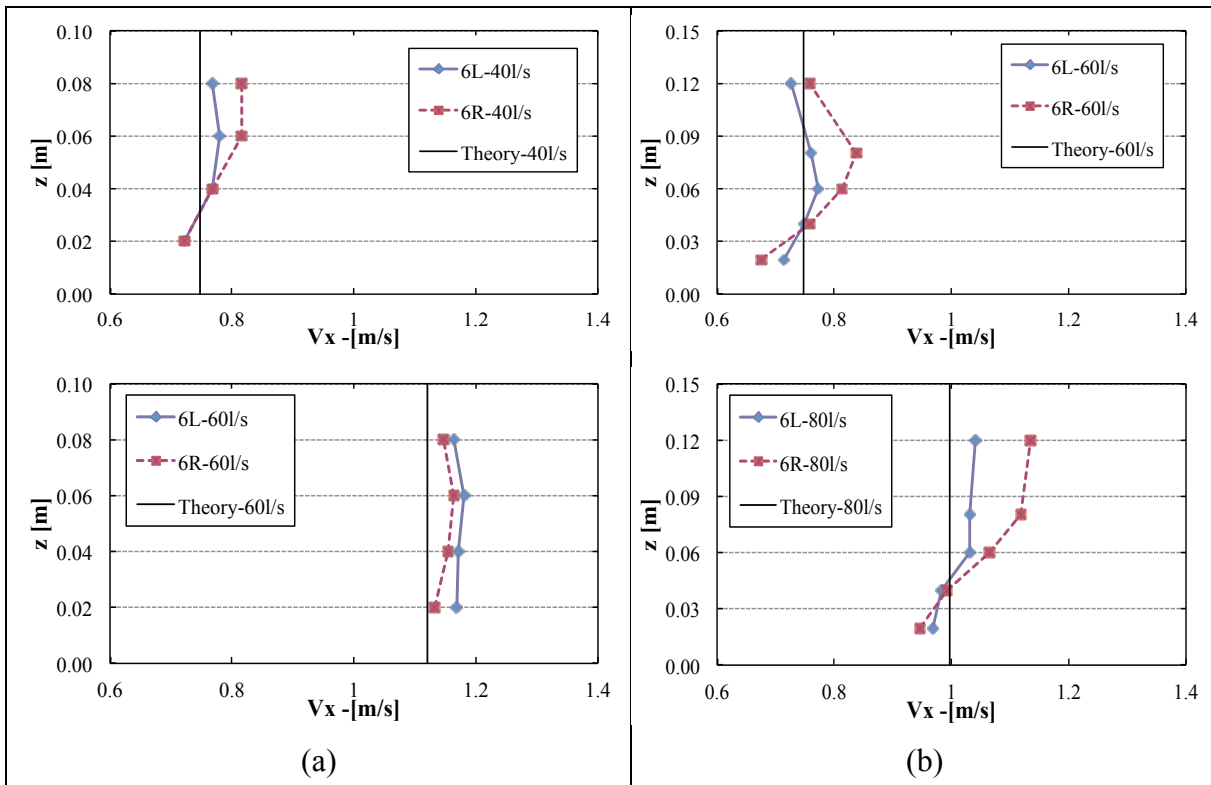 0.10
0.08
0.06
0.04
0.02
0.00
z [m]
0.6 0.8 1 1.2 1.4
Vx -[m/s]
6L-40l/s
6R-40l/s
Theory-40l/s
0.15
0.12
0.09
0.06
0.03
0.00
z [m]
0.6 0.8 1 1.2 1.4
Vx -[m/s]
6L-60l/s
6R-60l/s
Theory-60l/s
0.10
0.08
0.06
0.04
0.02
0.00
z [m]
0.6 0.8 1 1.2 1.4
Vx -[m/s]
6L-60l/s
6R-60l/s
Theory-60l/s
0.15
0.12
0.09
0.06
0.03
0.00
z [m]
0.6 0.8 1 1.2 1.4
Vx -[m/s]
6L-80l/s
6R-80l/s
Theory-80l/s
(a)
(b)